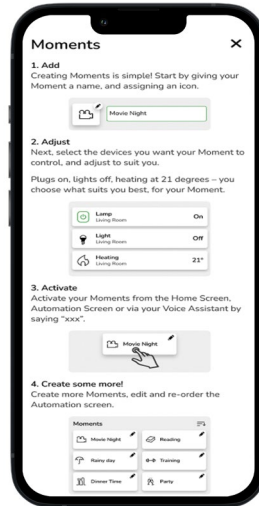 Moments
1. Add
Creating Moments is simple! Start by giving your
Moment a name, and assigning an icon.
Movie Night
2. Adjust
Next, select the devices you want your Moment to
control, and adjust to suit you.
Plugs on, lights off, heating at 21 degrees – you
choose what suits you best, for your Moment.
Lamp
Living Room
On
Light
Living Room
Off
Heating
Living Room
21°
3. Activate
Activate your Moments from the Home Screen,
Automation Screen or via your Voice Assistant by
saying "xxx".
Movie Night
4. Create some more!
Create more Moments, edit and re-order the
Automation screen.
Moments
Movie Night
Reading
Rainy day
Training
Dinner Time
Party